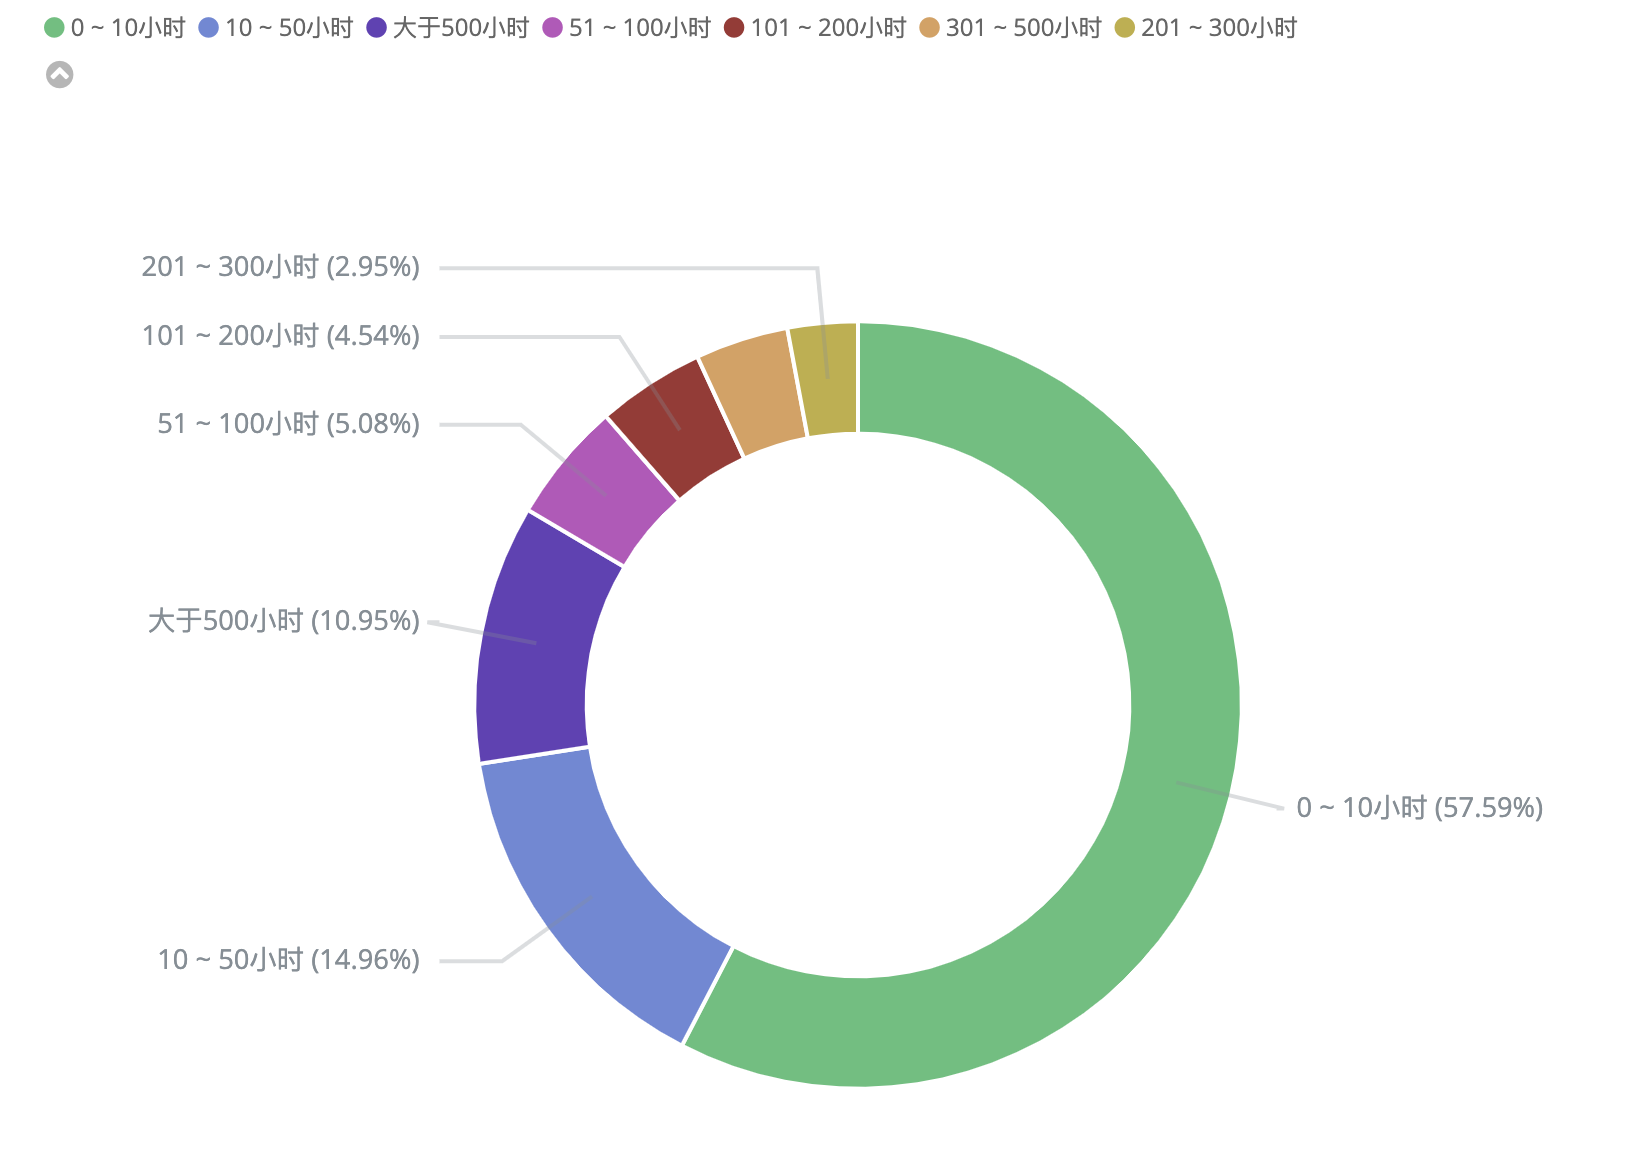 0 ~ 10小时 10 ~ 50小时 大于500小时 51 ~ 100小时 101 ~ 200小时 301 ~ 500小时 201 ~ 300小时
201 ~ 300小时 (2.95%)
101 ~ 200小时 (4.54%)
51 ~ 100小时 (5.08%)
大于500小时 (10.95%)
0 ~ 10小时 (57.59%)
10 ~ 50小时 (14.96%)